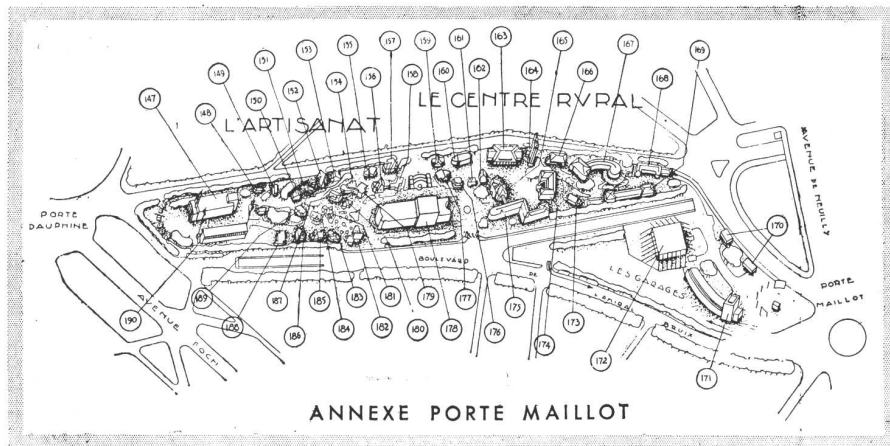 153 155 157 159 161 163 165 167 169
151
149
147
148 150 152 154 156 158 160 162 164 166 168
LE CENTRE RVRAL
L'ARTISANAT
AVENUE DE NEUILLY
PORTE
DAUPHINE
170
BOULEVARD
DE
L'AMIRAL
BRUIX
LES GARAGES
PORTE
MAILLOT
AVENUE
FOCH
190 189 188 187 186 185 184 183 182 181 180 179 178 177 176 175 174 173 172 171
ANNEXE PORTE MAILLOT